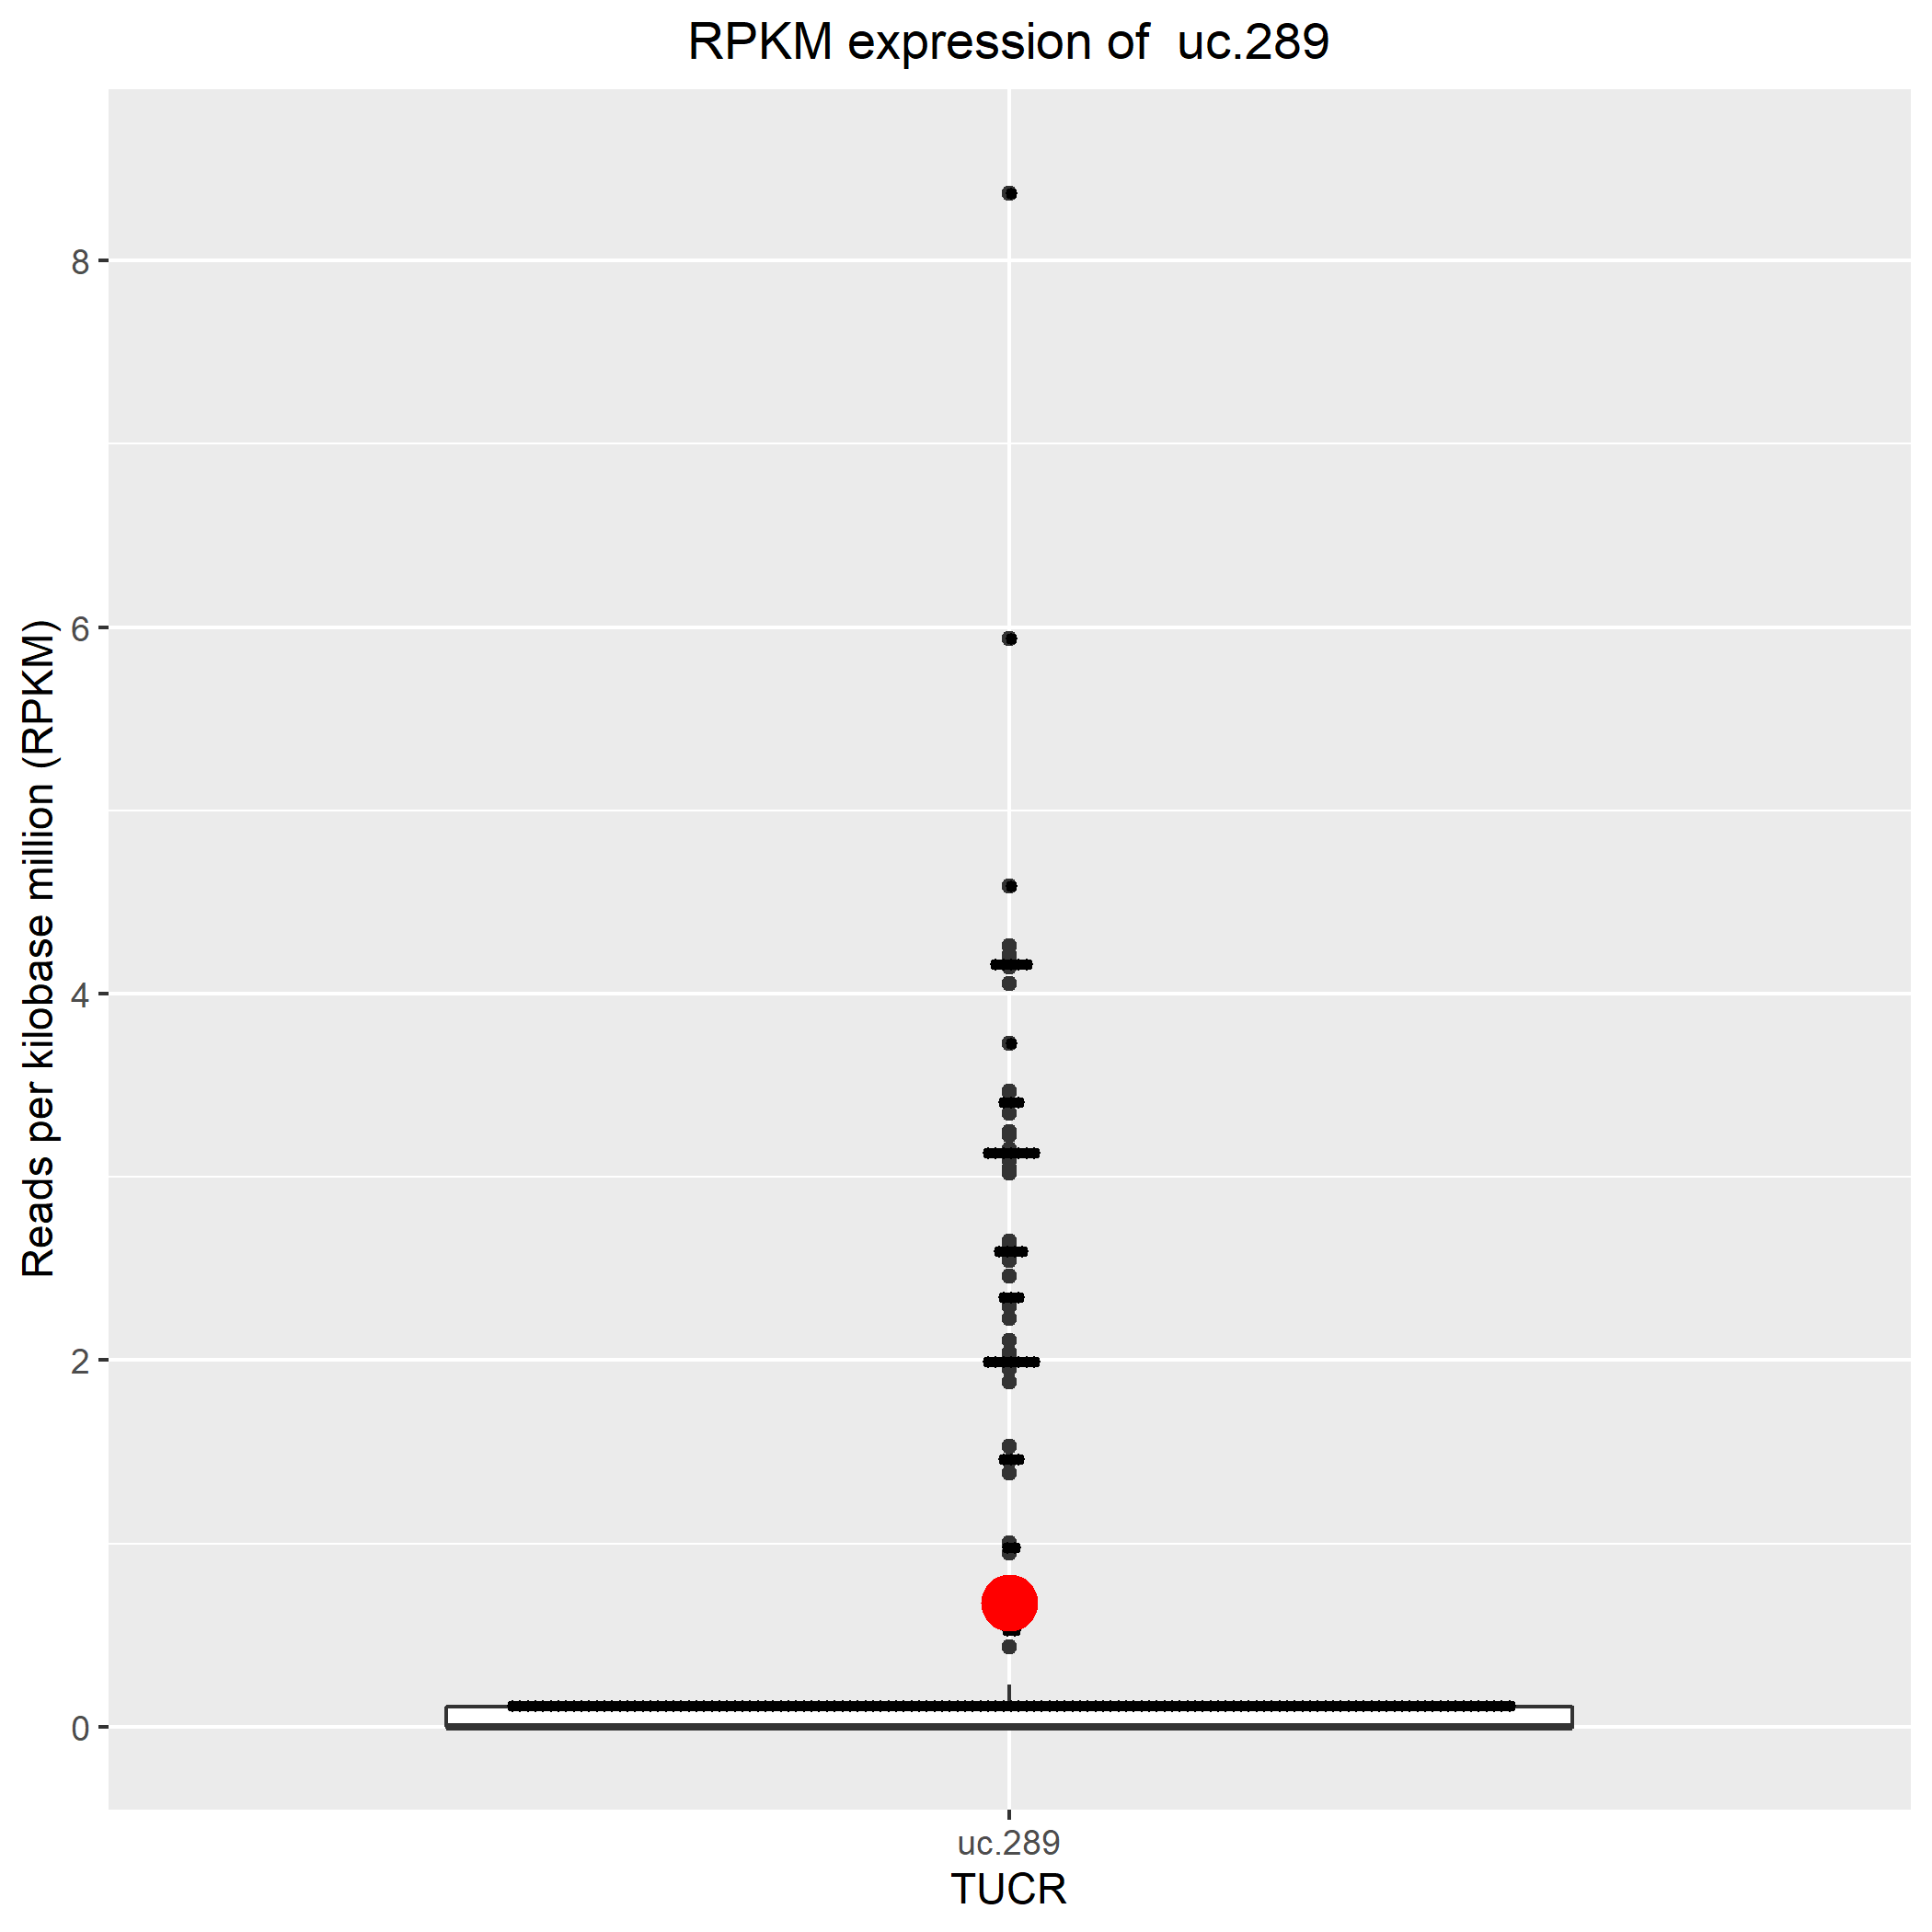 RPKM expression of  uc.289
Reads per kilobase million (RPKM)
8
6
4
2
0
uc.289
TUCR